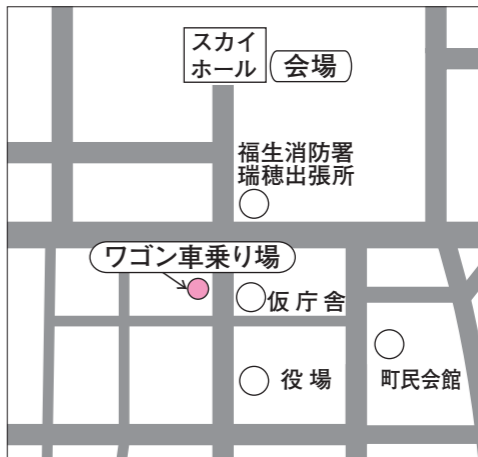 スカイ
ホール
会場
福生消防署
瑞穂出張所
ワゴン車乗り場
仮庁舎
役場
町民会館